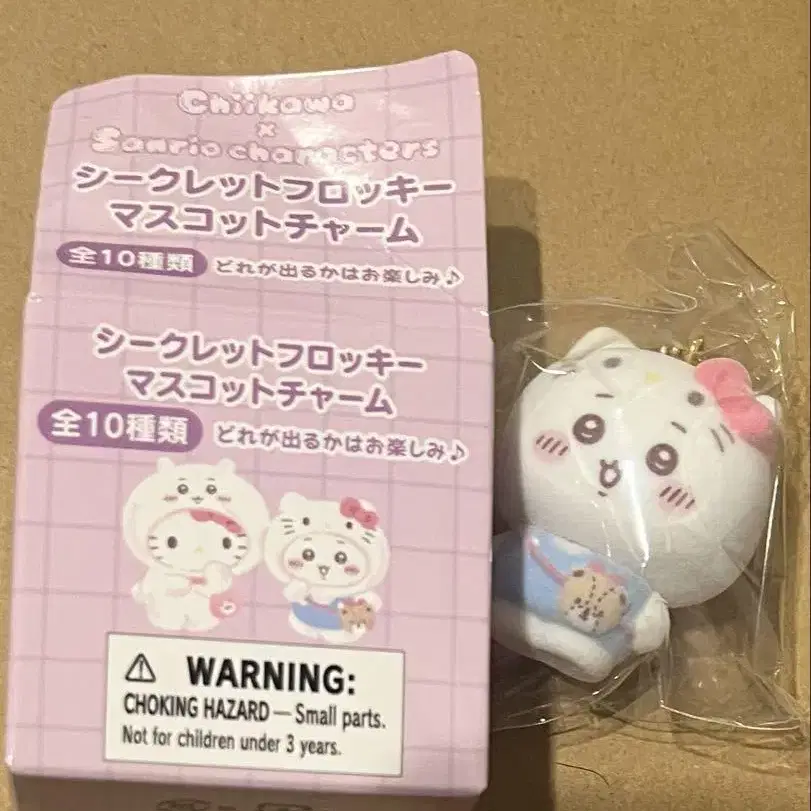 Chiikawa
x
Sanrio characters
シークレットフロッキー
マスコットチャーム
全10種類 どれが出るかはお楽しみ♪
シークレットフロッキー
マスコットチャーム
全10種類 どれが出るかはお楽しみ♪
⚠ WARNING:
CHOKING HAZARD — Small parts.
Not for children under 3 years.